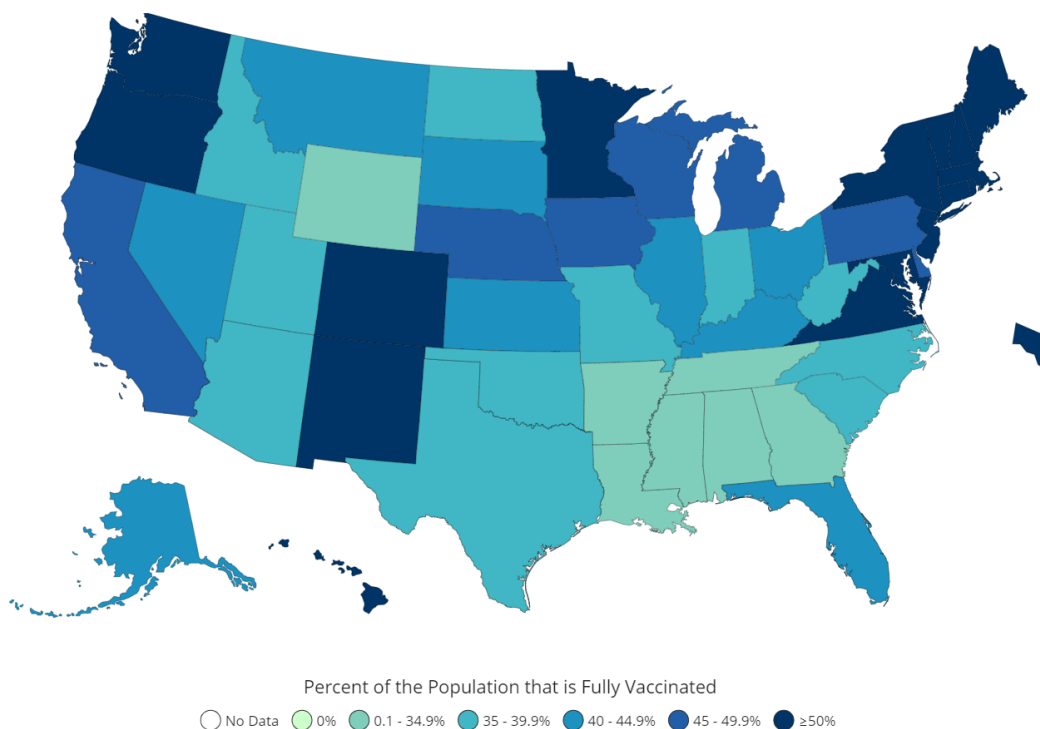 Percent of the Population that is Fully Vaccinated
No Data 0% 0.1 - 34.9% 35 - 39.9% 40 - 44.9% 45 - 49.9% ≥50%